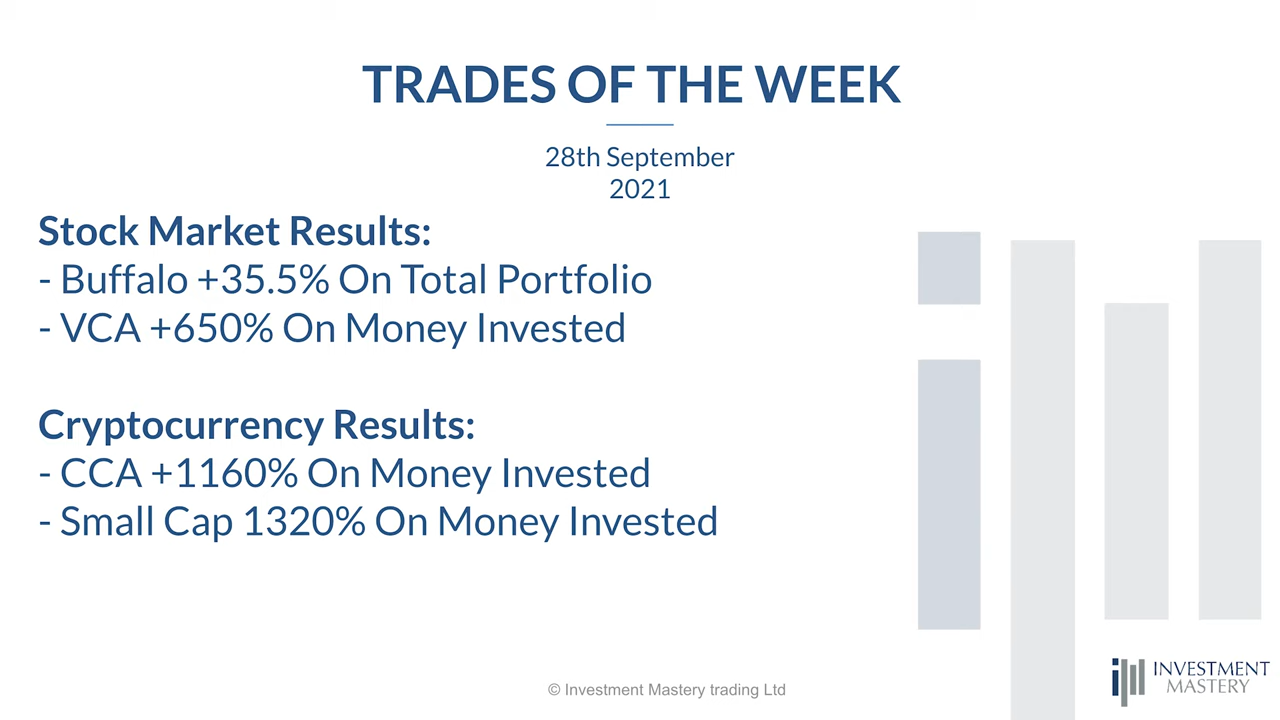 TRADES OF THE WEEK
28th September
2021
Stock Market Results:
- Buffalo +35.5% On Total Portfolio
- VCA +650% On Money Invested
Cryptocurrency Results:
- CCA +1160% On Money Invested
- Small Cap 1320% On Money Invested
© Investment Mastery trading Ltd
INVESTMENT
MASTERY